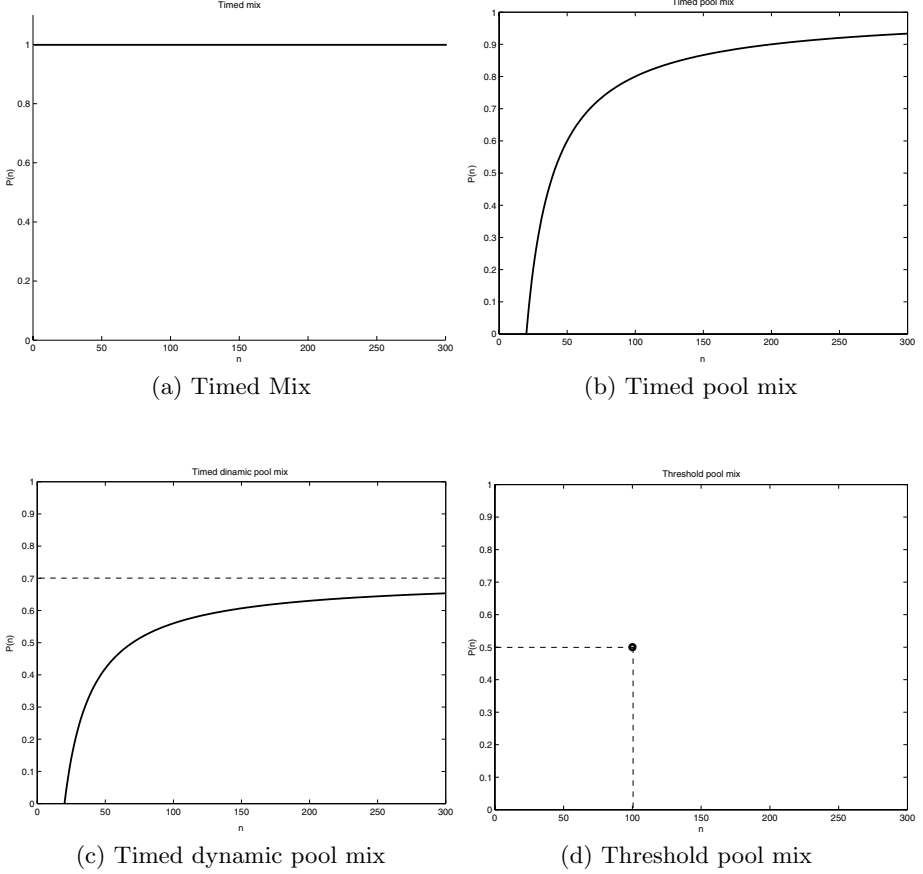 Timed mix
1
0.8
0.6
0.4
0.2
0
P(n)
0 50 100 150 200 250 300
n
(a) Timed Mix
Timed pool mix
1
0.9
0.8
0.7
0.6
0.5
0.4
0.3
0.2
0.1
0
P(n)
0 50 100 150 200 250 300
n
(b) Timed pool mix
Timed dinamic pool mix
1
0.9
0.8
0.7
0.6
0.5
0.4
0.3
0.2
0.1
0
P(n)
0 50 100 150 200 250 300
n
(c) Timed dynamic pool mix
Threshold pool mix
1
0.9
0.8
0.7
0.6
0.5
0.4
0.3
0.2
0.1
0
P(n)
0 50 100 150 200 250 300
n
(d) Threshold pool mix